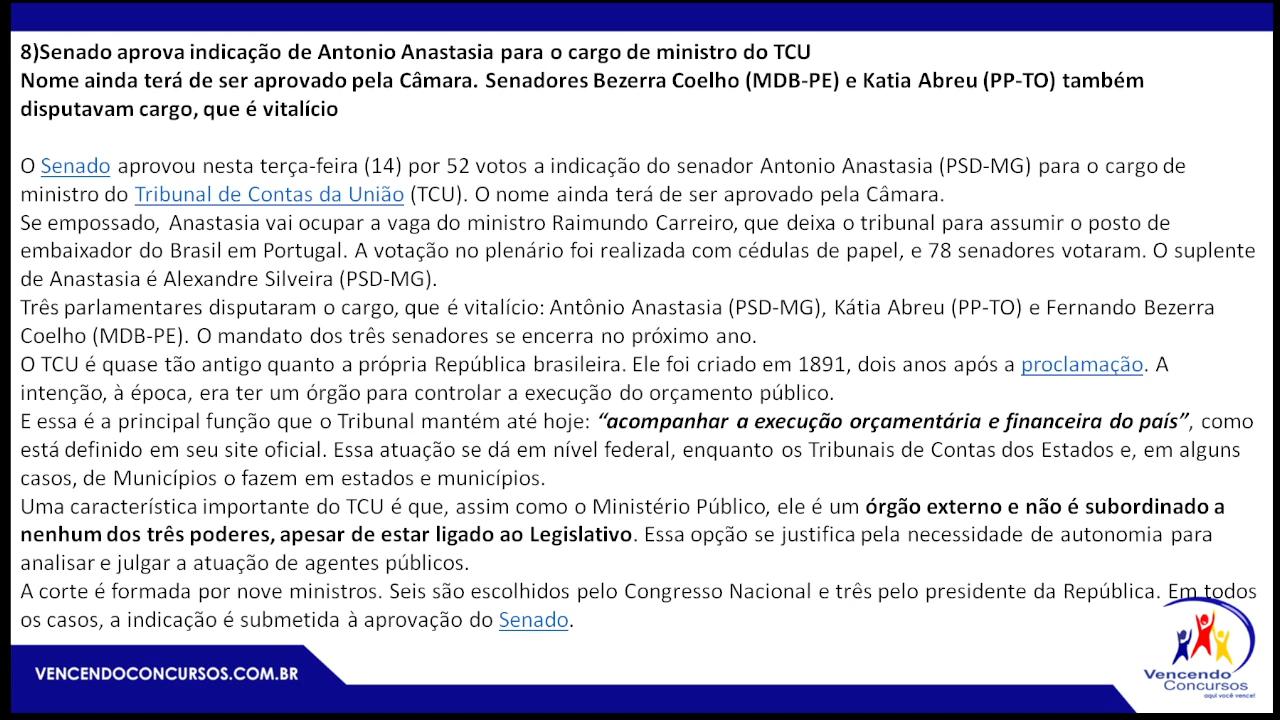 8)Senado aprova indicação de Antonio Anastasia para o cargo de ministro do TCU
Nome ainda terá de ser aprovado pela Câmara. Senadores Bezerra Coelho (MDB-PE) e Katia Abreu (PP-TO) também
disputavam cargo, que é vitalício
O Senado aprovou nesta terça-feira (14) por 52 votos a indicação do senador Antonio Anastasia (PSD-MG) para o cargo de
ministro do Tribunal de Contas da União (TCU). O nome ainda terá de ser aprovado pela Câmara.
Se empossado, Anastasia vai ocupar a vaga do ministro Raimundo Carreiro, que deixa o tribunal para assumir o posto de
embaixador do Brasil em Portugal. A votação no plenário foi realizada com cédulas de papel, e 78 senadores votaram. O suplente
de Anastasia é Alexandre Silveira (PSD-MG).
Três parlamentares disputaram o cargo, que é vitalício: Antônio Anastasia (PSD-MG), Kátia Abreu (PP-TO) e Fernando Bezerra
Coelho (MDB-PE). O mandato dos três senadores se encerra no próximo ano.
O TCU é quase tão antigo quanto a própria República brasileira. Ele foi criado em 1891, dois anos após a proclamação. A
intenção, à época, era ter um órgão para controlar a execução do orçamento público.
E essa é a principal função que o Tribunal mantém até hoje: “acompanhar a execução orçamentária e financeira do país”, como
está definido em seu site oficial. Essa atuação se dá em nível federal, enquanto os Tribunais de Contas dos Estados e, em alguns
casos, de Municípios o fazem em estados e municípios.
Uma característica importante do TCU é que, assim como o Ministério Público, ele é um órgão externo e não é subordinado a
nenhum dos três poderes, apesar de estar ligado ao Legislativo. Essa opção se justifica pela necessidade de autonomia para
analisar e julgar a atuação de agentes públicos.
A corte é formada por nove ministros. Seis são escolhidos pelo Congresso Nacional e três pelo presidente da República. Em todos
os casos, a indicação é submetida à aprovação do Senado.
VENCENDOCONCURSOS.COM.BR
Vencendo
Concursos
aqui você vence!